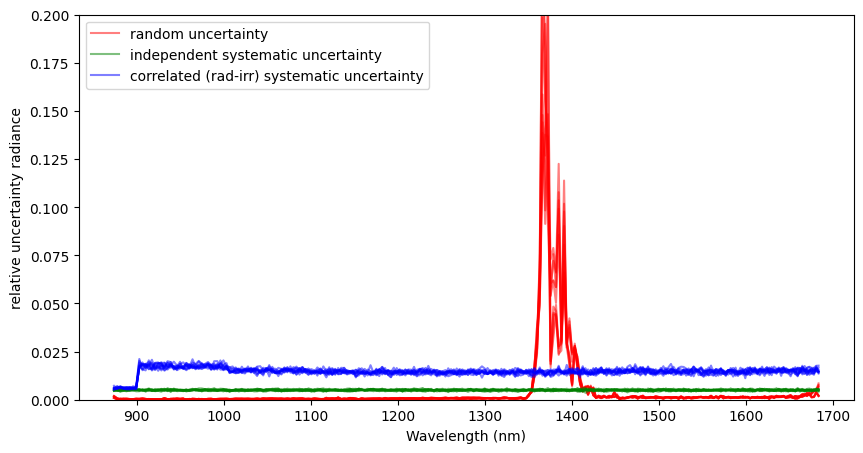 random uncertainty
independent systematic uncertainty
correlated (rad-irr) systematic uncertainty
relative uncertainty radiance
0.200
0.175
0.150
0.125
0.100
0.075
0.050
0.025
0.000
900 1000 1100 1200 1300 1400 1500 1600 1700
Wavelength (nm)